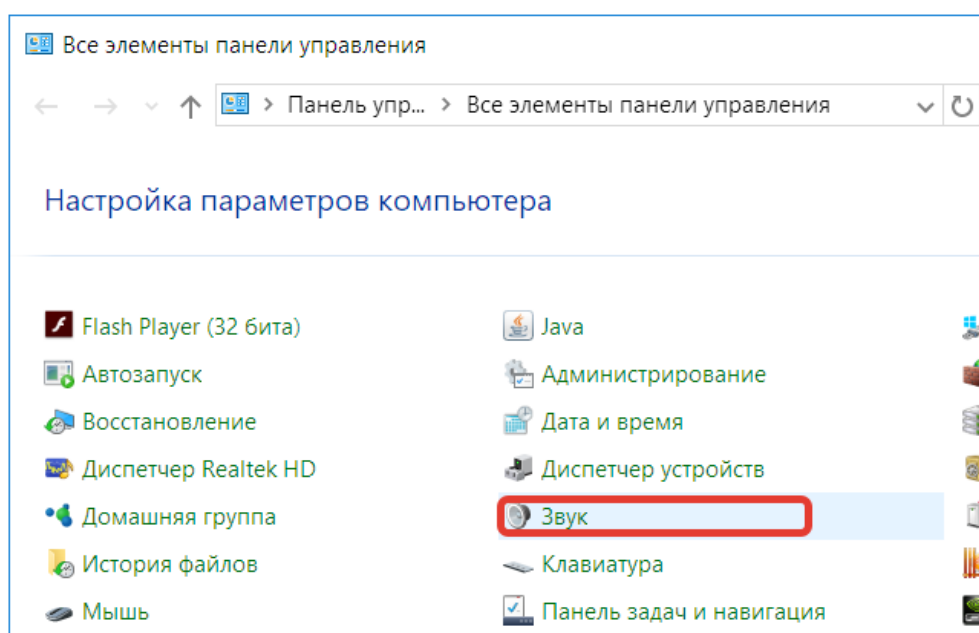 Все элементы панели управления
Панель упр... > Все элементы панели управления
Настройка параметров компьютера
Flash Player (32 бита)
Java
Автозапуск
Администрирование
Восстановление
Дата и время
Диспетчер Realtek HD
Диспетчер устройств
Домашняя группа
Звук
История файлов
Клавиатура
Мышь
Панель задач и навигация